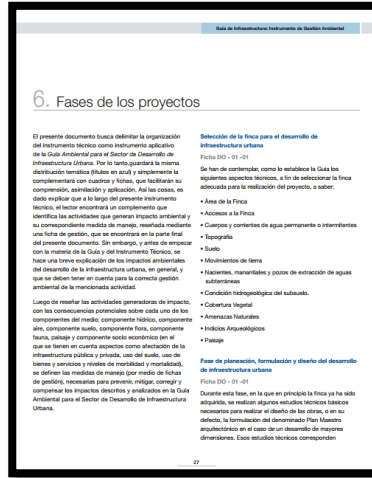 Guía de Infraestructura: Instrumento de Gestión Ambiental
6. Fases de los proyectos
El presente documento busca delimitar la organización
del instrumento técnico como instrumento aplicativo
de la Guía Ambiental para el Sector de Desarrollo de
Infraestructura Urbana. Por lo tanto,guardará la misma
distribución temática (títulos en azul) y simplemente la
complementará con cuadros y fichas, que facilitarán su
comprensión, asimilación y aplicación. Así las cosas, es
dado explicar que a lo largo del presente instrumento
técnico, el lector encontrará un complemento que
identifica las actividades que generan impacto ambiental y
su correspondiente medida de manejo, reseñada mediante
una ficha de gestión, que se encontrará en la parte final
del presente documento. Sin embargo, y antes de empezar
con la materia de la Guía y del Instrumento Técnico, se
hace una breve explicación de los impactos ambientales
del desarrollo de la infraestructura urbana, en general, y
que se deben tener en cuenta para la correcta gestión
ambiental de la mencionada actividad.
Luego de reseñar las actividades generadoras de impacto,
con las consecuencias potenciales sobre cada uno de los
componentes del medio: componente hídrico, componente
aire, componente suelo, componente flora, componente
fauna, paisaje y componente socio económico (en el
que se tienen en cuenta aspectos como afectación de la
infraestructura pública y privada, uso del suelo, uso de
bienes y servicios y niveles de morbilidad y mortalidad),
se definen las medidas de manejo (por medio de fichas
de gestión), necesarias para prevenir, mitigar, corregir y
compensar los impactos descritos y analizados en la Guía
Ambiental para el Sector de Desarrollo de Infraestructura
Urbana.
Selección de la finca para el desarrollo de
infraestructura urbana
Ficha DO - 01 -01
Se han de contemplar, como lo establece la Guía los
siguientes aspectos técnicos, a fin de seleccionar la finca
adecuada para la realización del proyecto, a saber:
• Área de la Finca
• Accesos a la Finca
• Cuerpos y corrientes de agua permanente o intermitentes
• Topografía
• Suelo
• Movimientos de tierra
• Nacientes, manantiales y pozos de extracción de aguas
subterráneas
• Condición hidrogeológica del subsuelo.
• Cobertura Vegetal
• Amenazas Naturales
• Indicios Arqueológicos
• Paisaje
Fase de planeación, formulación y diseño del desarrollo
de infraestructura urbana
Ficha DO - 01 -01
Durante esta fase, en la que en principio la finca ya ha sido
adquirida, se realizan algunos estudios técnicos básicos
necesarios para realizar el diseño de las obras, o en su
defecto, la formulación del denominado Plan Maestro
arquitectónico en el caso de un desarrollo de mayores
dimensiones. Esos estudios técnicos corresponden
27